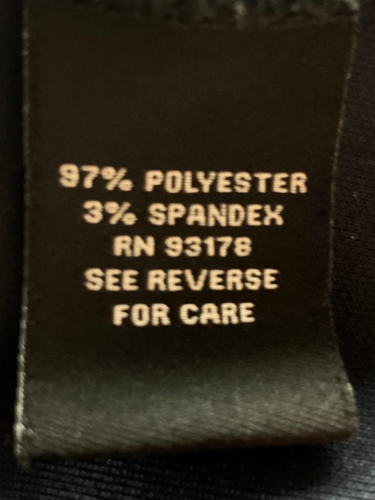 97% POLYESTER
3% SPANDEX
RN 93178
SEE REVERSE
FOR CARE